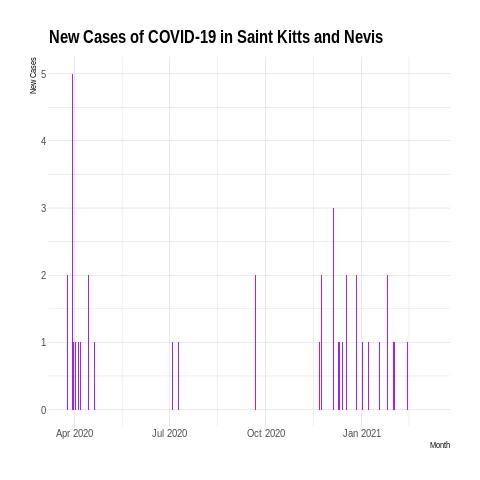 New Cases of COVID-19 in Saint Kitts and Nevis
New Cases
5
4
3
2
1
0
Apr 2020 Jul 2020 Oct 2020 Jan 2021
Month